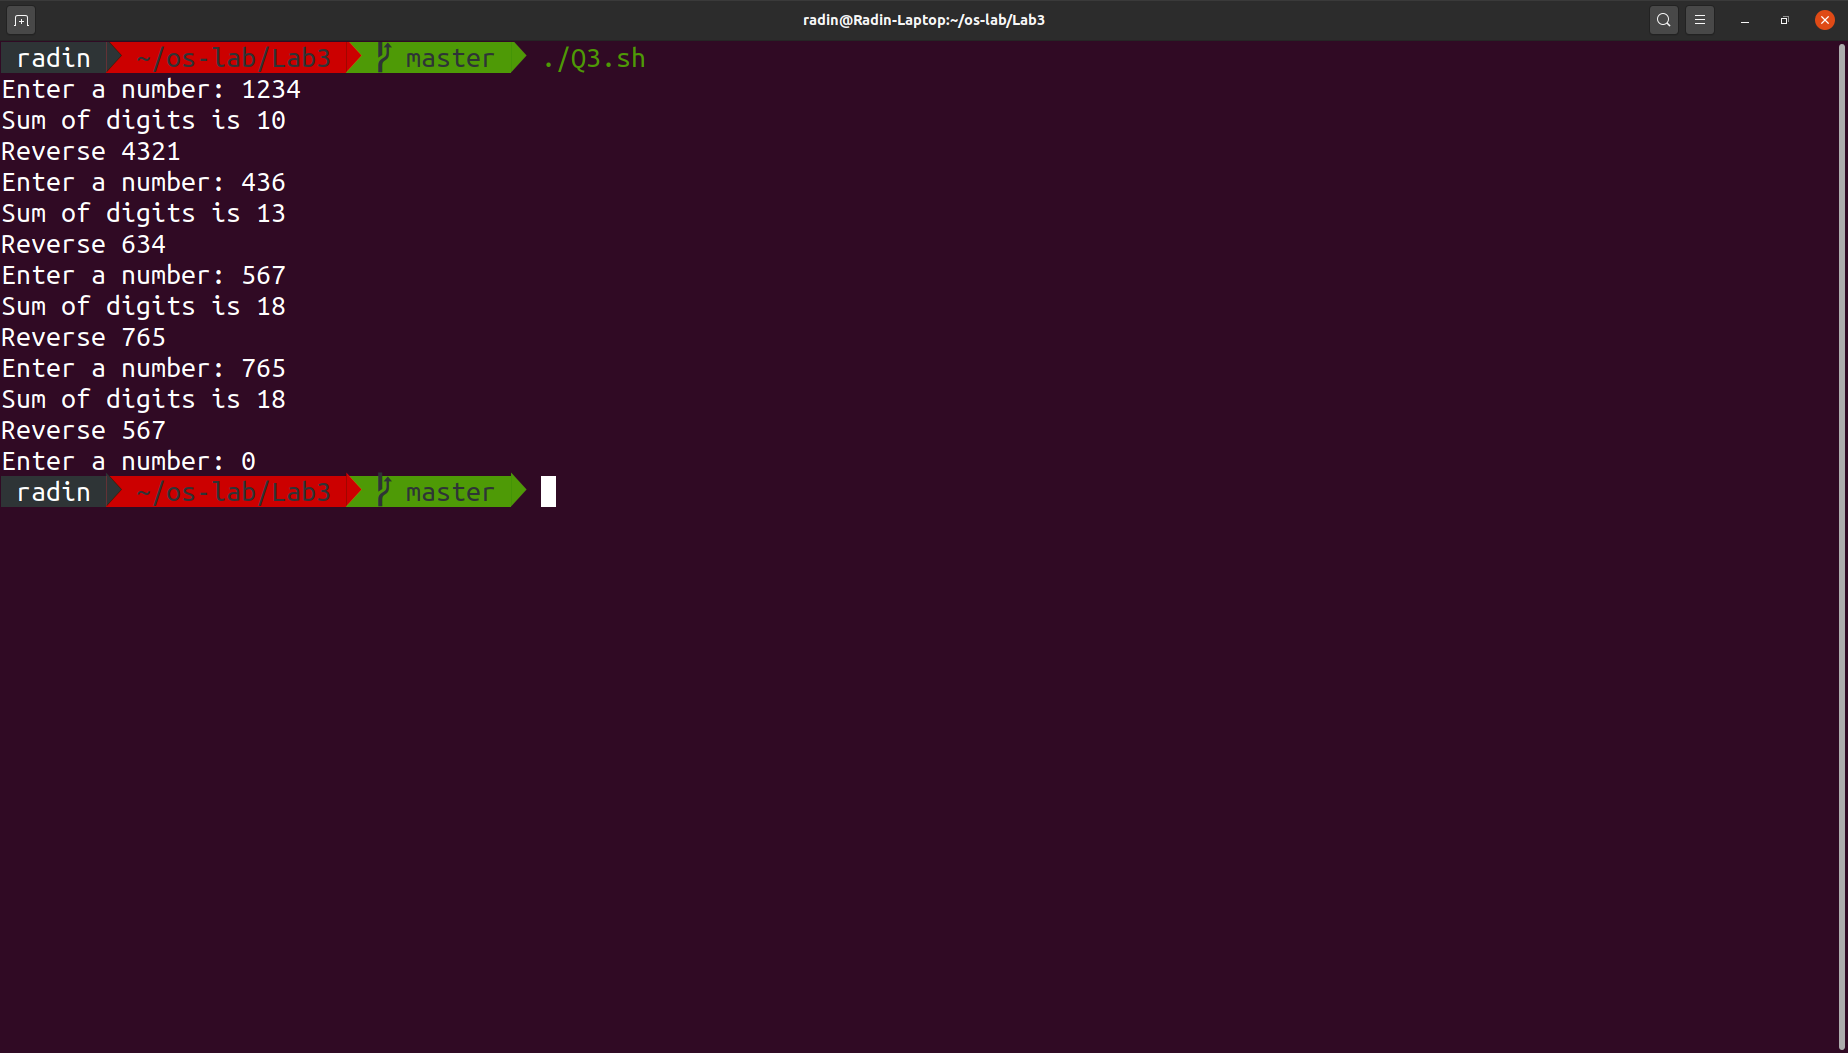 radin@Radin-Laptop:~/os-lab/Lab3
radin ~/os-lab/Lab3 master ./Q3.sh
Enter a number: 1234
Sum of digits is 10
Reverse 4321
Enter a number: 436
Sum of digits is 13
Reverse 634
Enter a number: 567
Sum of digits is 18
Reverse 765
Enter a number: 765
Sum of digits is 18
Reverse 567
Enter a number: 0
radin ~/os-lab/Lab3 master